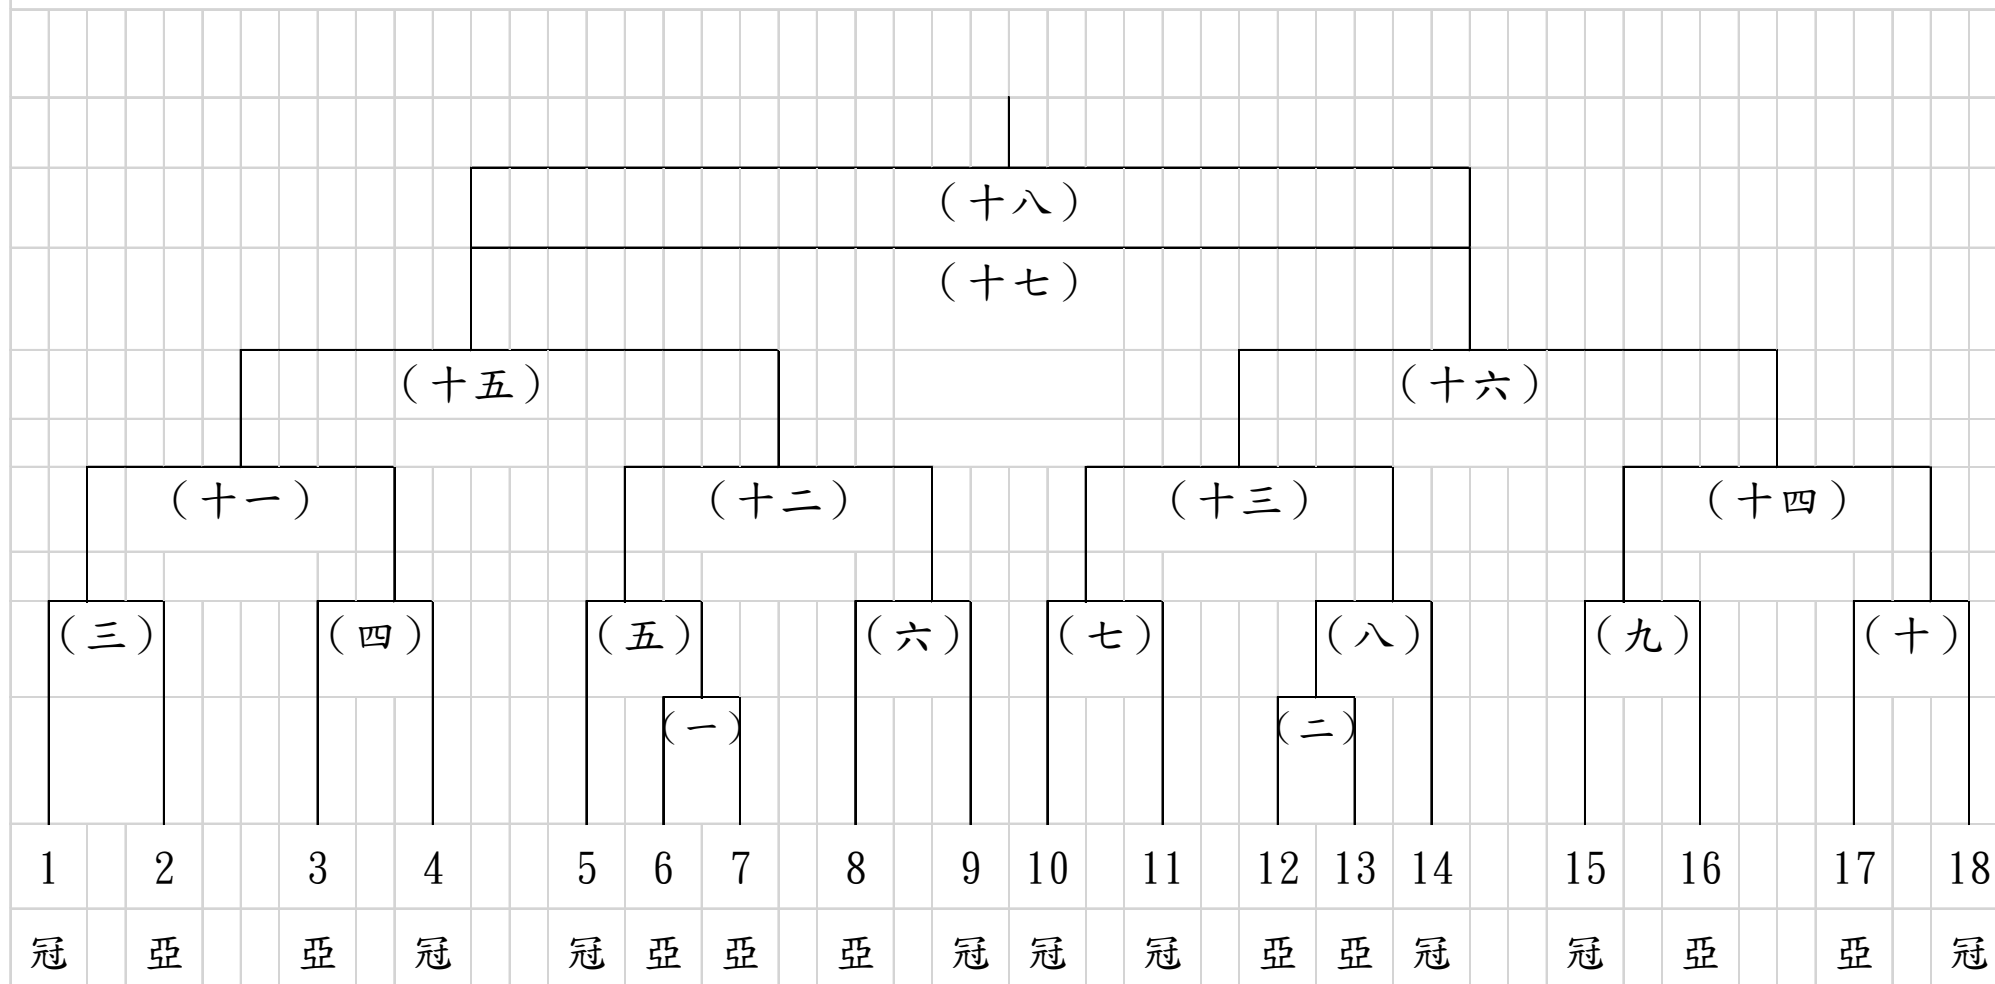 （十八）
（十七）
（十五） （十六）
（十一） （十二） （十三） （十四）
（三） （四） （五） （六） （七） （八） （九） （十）
（一） （二）
1 2 3 4 5 6 7 8 9 10 11 12 13 14 15 16 17 18
冠 亞 亞 冠 冠 亞 亞 亞 冠 冠 冠 亞 亞 冠 冠 亞 亞 冠